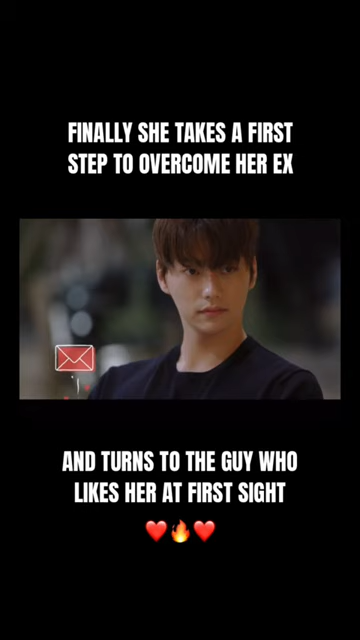 FINALLY SHE TAKES A FIRST
STEP TO OVERCOME HER EX
AND TURNS TO THE GUY WHO
LIKES HER AT FIRST SIGHT
❤️🔥❤️